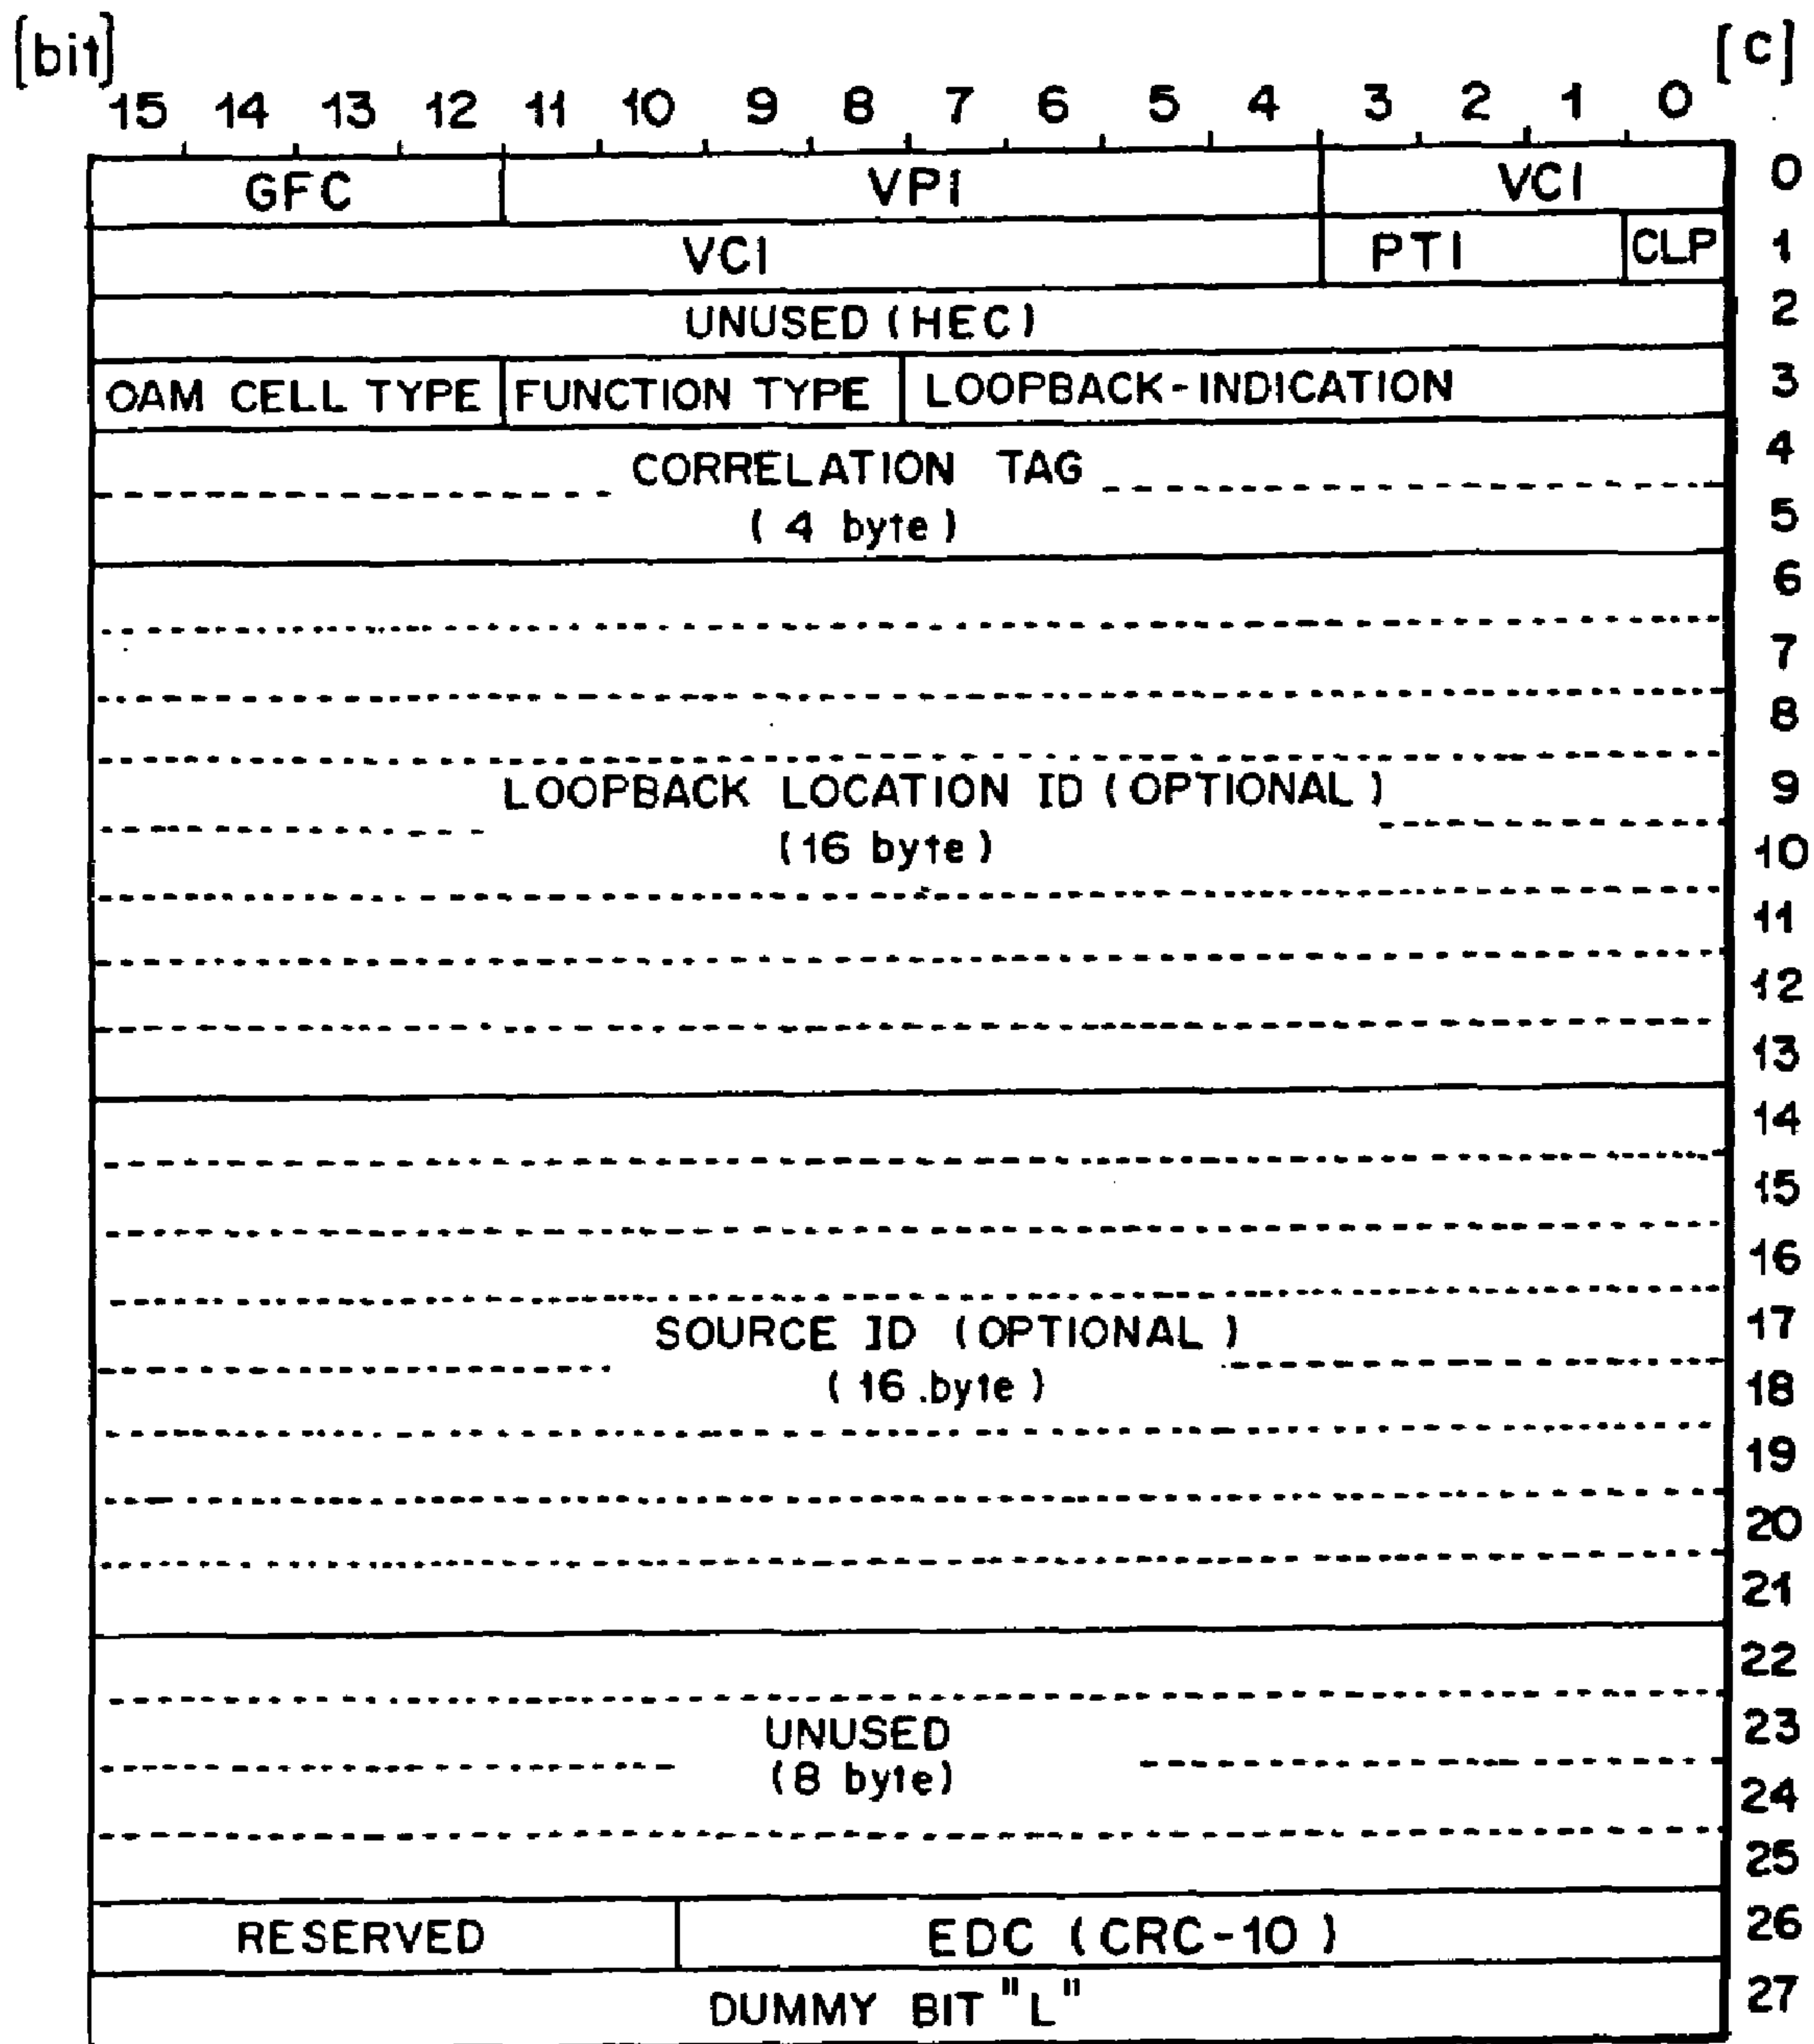 [bit] [c]
15 14 13 12 11 10 9 8 7 6 5 4 3 2 1 0
GFC VPI VCI 0
VCI PTI CLP 1
UNUSED (HEC) 2
OAM CELL TYPE FUNCTION TYPE LOOPBACK-INDICATION 3
CORRELATION TAG 4
(4 byte) 5
6
7
8
LOOPBACK LOCATION ID (OPTIONAL) 9
(16 byte) 10
11
12
13
14
15
16
SOURCE ID (OPTIONAL) 17
(16 .byte) 18
19
20
21
22
UNUSED 23
(8 byte) 24
25
RESERVED EDC (CRC-10) 26
DUMMY BIT "L" 27